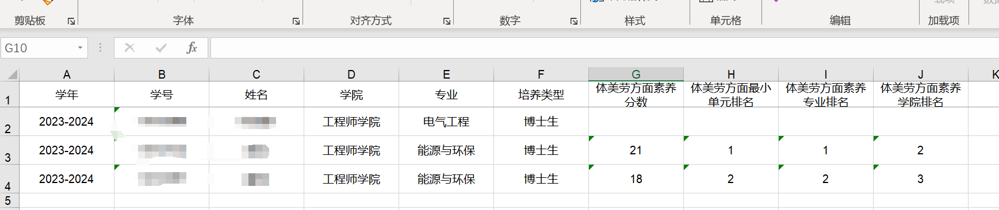 剪贴板 字体 对齐方式 数字 样式 单元格 编辑 加载项
G10 fx
A B C D E F G H I J K
1 学年 学号 姓名 学院 专业 培养类型 体美劳方面素养分数 体美劳方面最小单元排名 体美劳方面素养专业排名 体美劳方面素养学院排名
2 2023-2024 工程师学院 电气工程 博士生
3 2023-2024 工程师学院 能源与环保 博士生 21 1 1 2
4 2023-2024 工程师学院 能源与环保 博士生 18 2 2 3
5